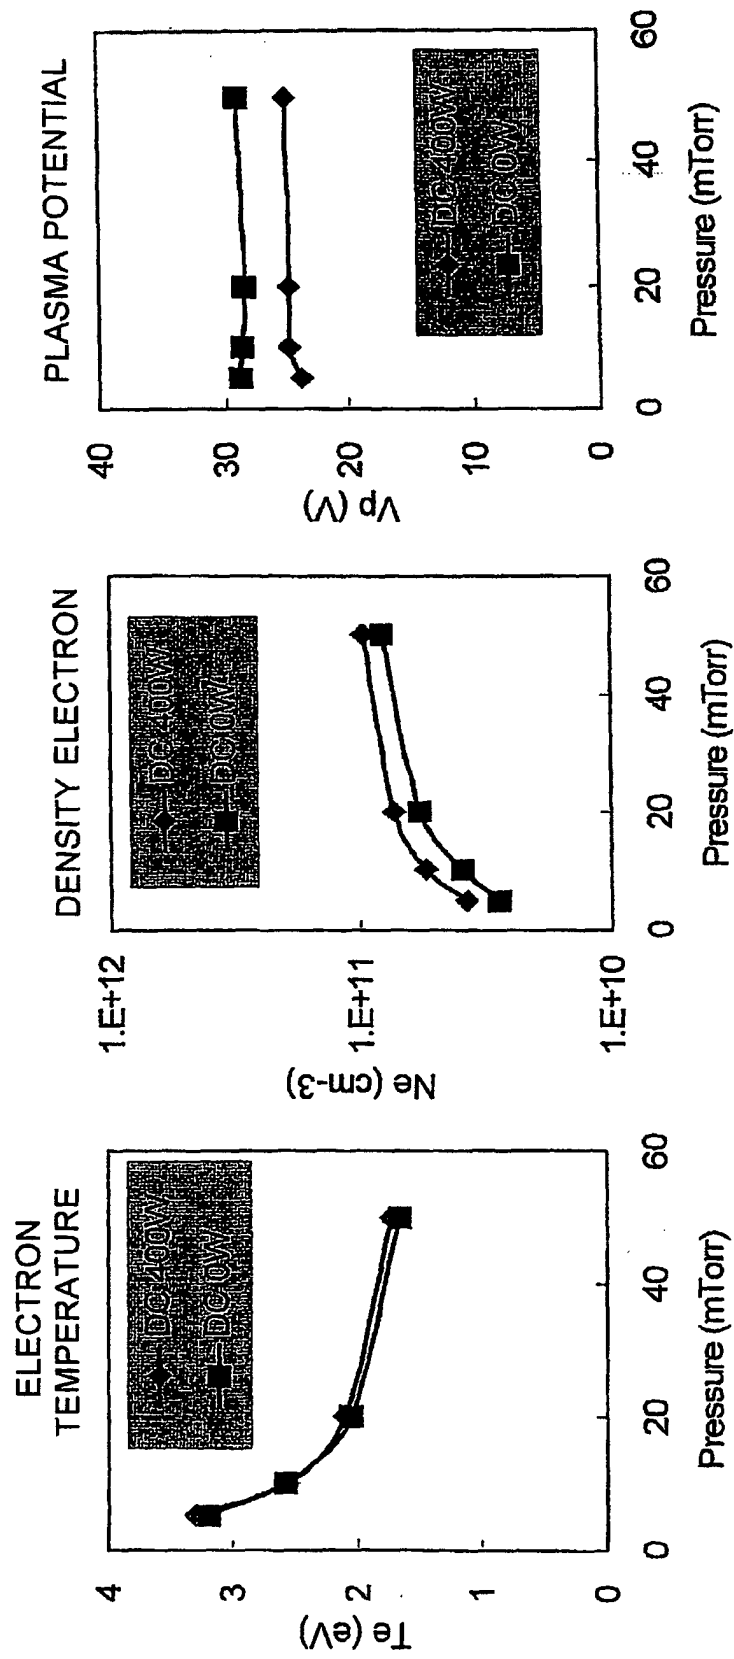 ELECTRON
TEMPERATURE
Te (eV)
4
3
2
1
0
DC 400W
DC 0W
0
20
40
60
Pressure (mTorr)
DENSITY ELECTRON
Ne (cm-3)
1.E+12
1.E+11
1.E+10
DC 400W
DC 0W
0
20
40
60
Pressure (mTorr)
PLASMA POTENTIAL
Vp (V)
40
30
20
10
0
DC 400W
DC 0W
0
20
40
60
Pressure (mTorr)